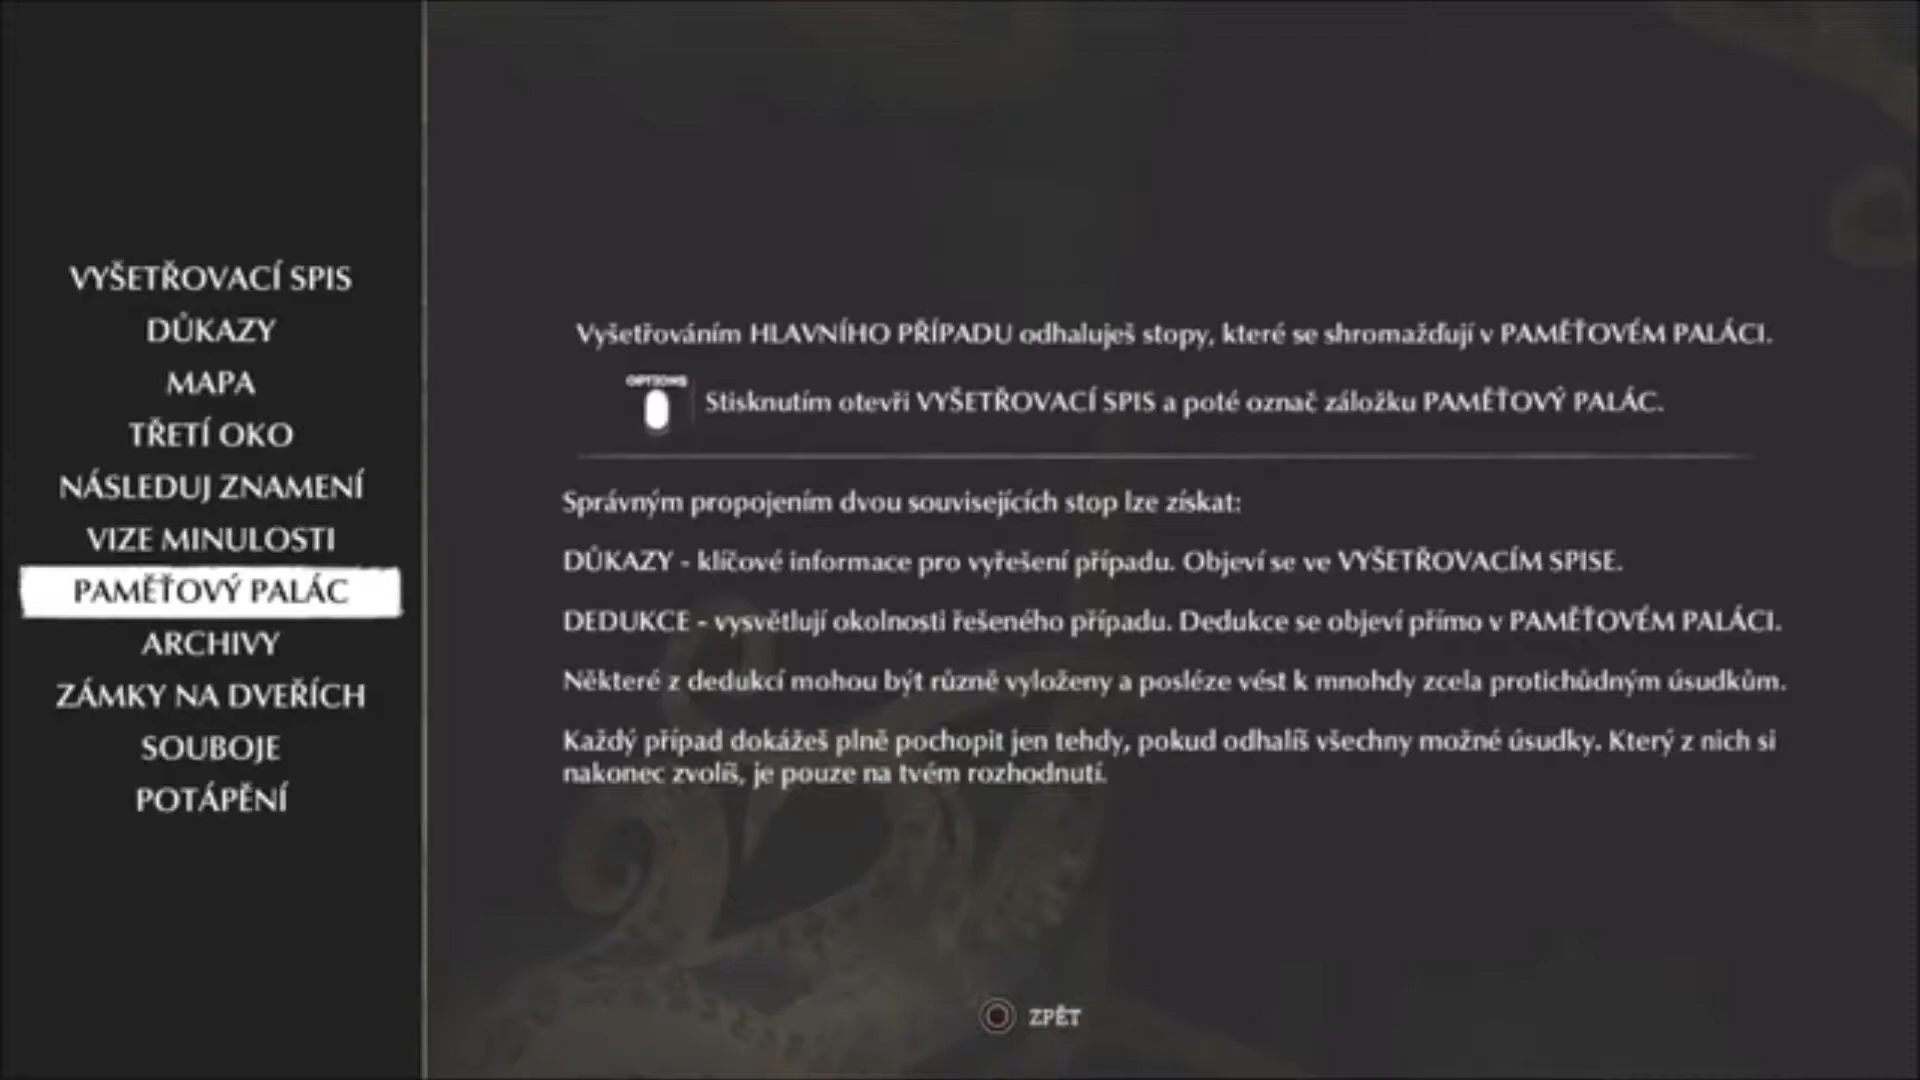 VYŠETŘOVACÍ SPIS
DŮKAZY
MAPA
TŘETÍ OKO
NÁSLEDUJ ZNAMENÍ
VIZE MINULOSTI
PAMĚŤOVÝ PALÁC
ARCHIVY
ZÁMKY NA DVEŘÍCH
SOUBOJE
POTÁPĚNÍ
Vyšetřováním HLAVNÍHO PŘÍPADU odhaluješ stopy, které se shromažďují v PAMĚŤOVÉM PALÁCI.
OPTIONS
Stisknutím otevři VYŠETŘOVACÍ SPIS a poté označ záložku PAMĚŤOVÝ PALÁC.
Správným propojením dvou souvisejících stop lze získat:
DŮKAZY - klíčové informace pro vyřešení případu. Objeví se ve VYŠETŘOVACÍM SPISE.
DEDUKCE - vysvětlují okolnosti řešeného případu. Dedukce se objeví přímo v PAMĚŤOVÉM PALÁCI.
Některé z dedukcí mohou být různě vyloženy a posléze vést k mnohdy zcela protichůdným úsudkům.
Každý případ dokážeš plně pochopit jen tehdy, pokud odhalíš všechny možné úsudky. Který z nich si
nakonec zvolíš, je pouze na tvém rozhodnutí.
ZPĚT